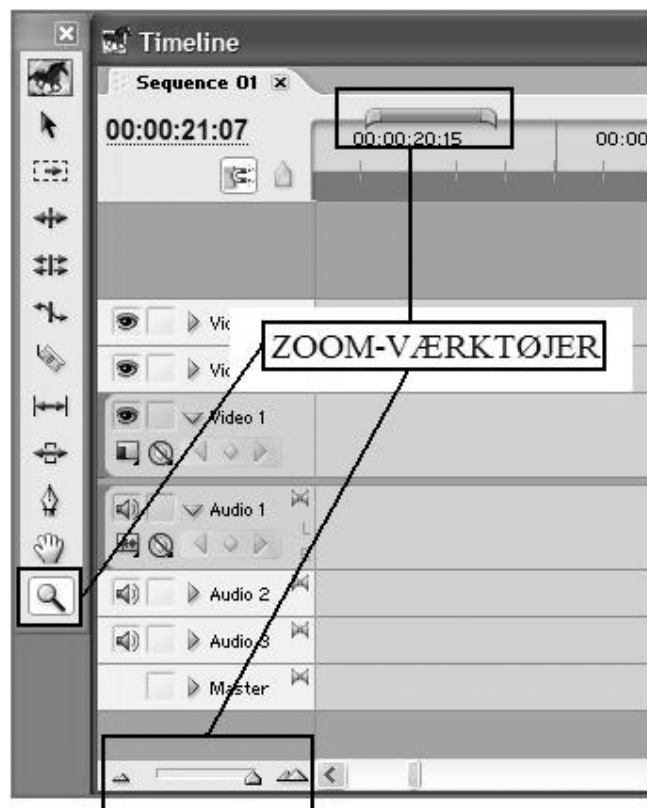 Timeline
Sequence 01
00:00:21:07
00:00:20:15 00:00
ZOOM-VÆRKTØJER
Video 1
Audio 1
Audio 2
Audio 3
Master